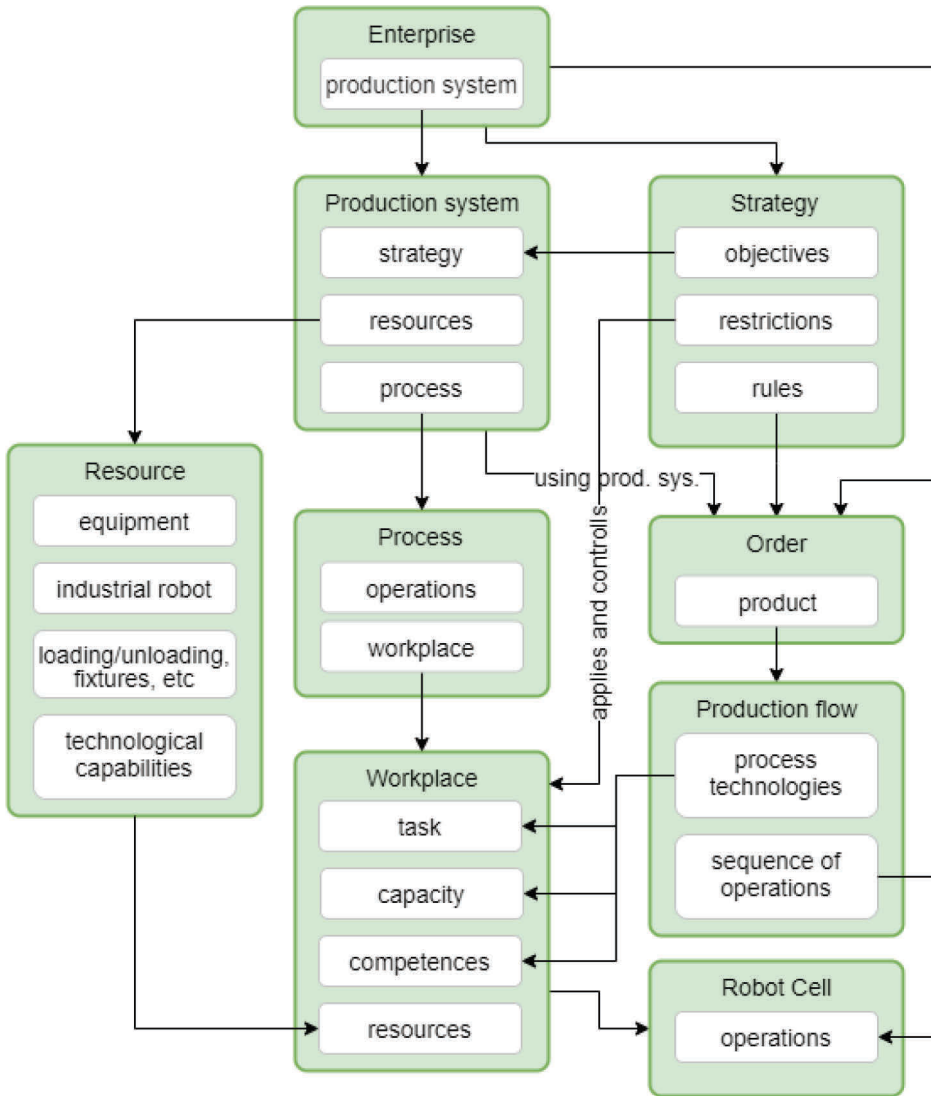 Enterprise
production system
Production system
strategy
resources
process
Strategy
objectives
restrictions
rules
Resource
equipment
industrial robot
loading/unloading,
fixtures, etc
technological
capabilities
using prod. sys.
applies and controlls
Process
operations
workplace
Order
product
Workplace
task
capacity
competences
resources
Production flow
process
technologies
sequence of
operations
Robot Cell
operations